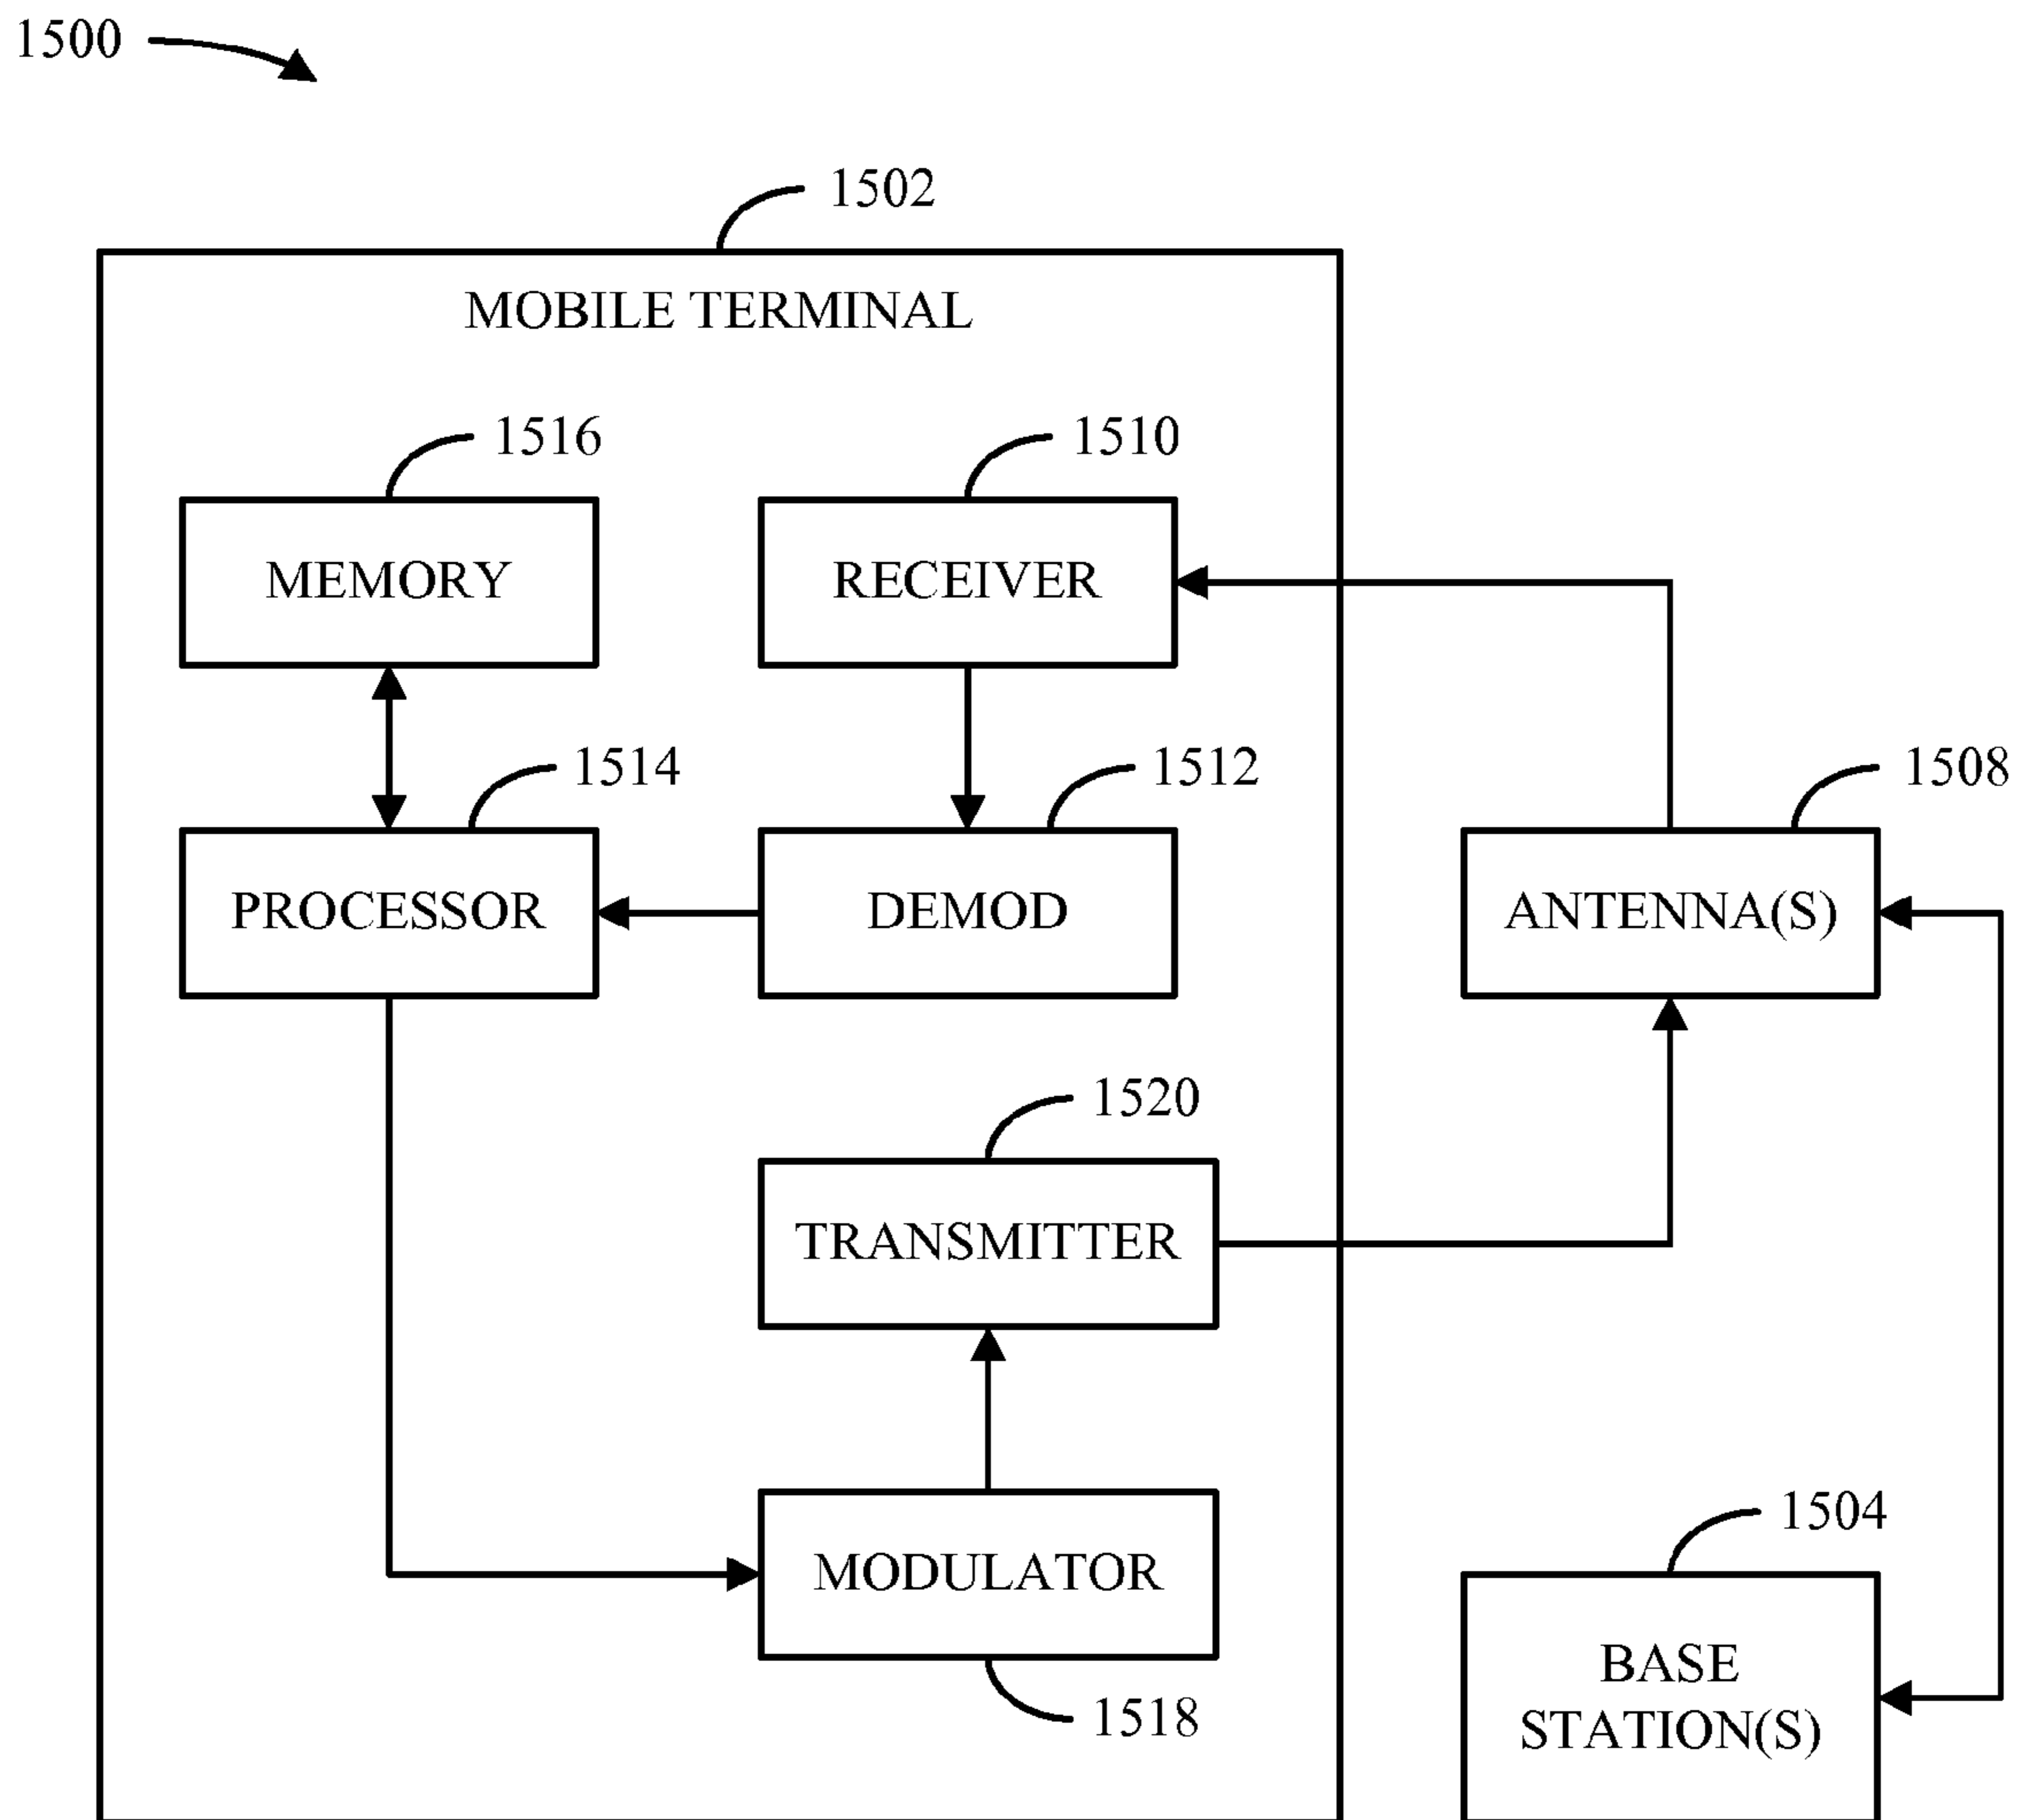 1500
1502
MOBILE TERMINAL
1516
1510
MEMORY
RECEIVER
1514
1512
1508
PROCESSOR
DEMOD
ANTENNA(S)
1520
TRANSMITTER
1504
MODULATOR
BASE
STATION(S)
1518